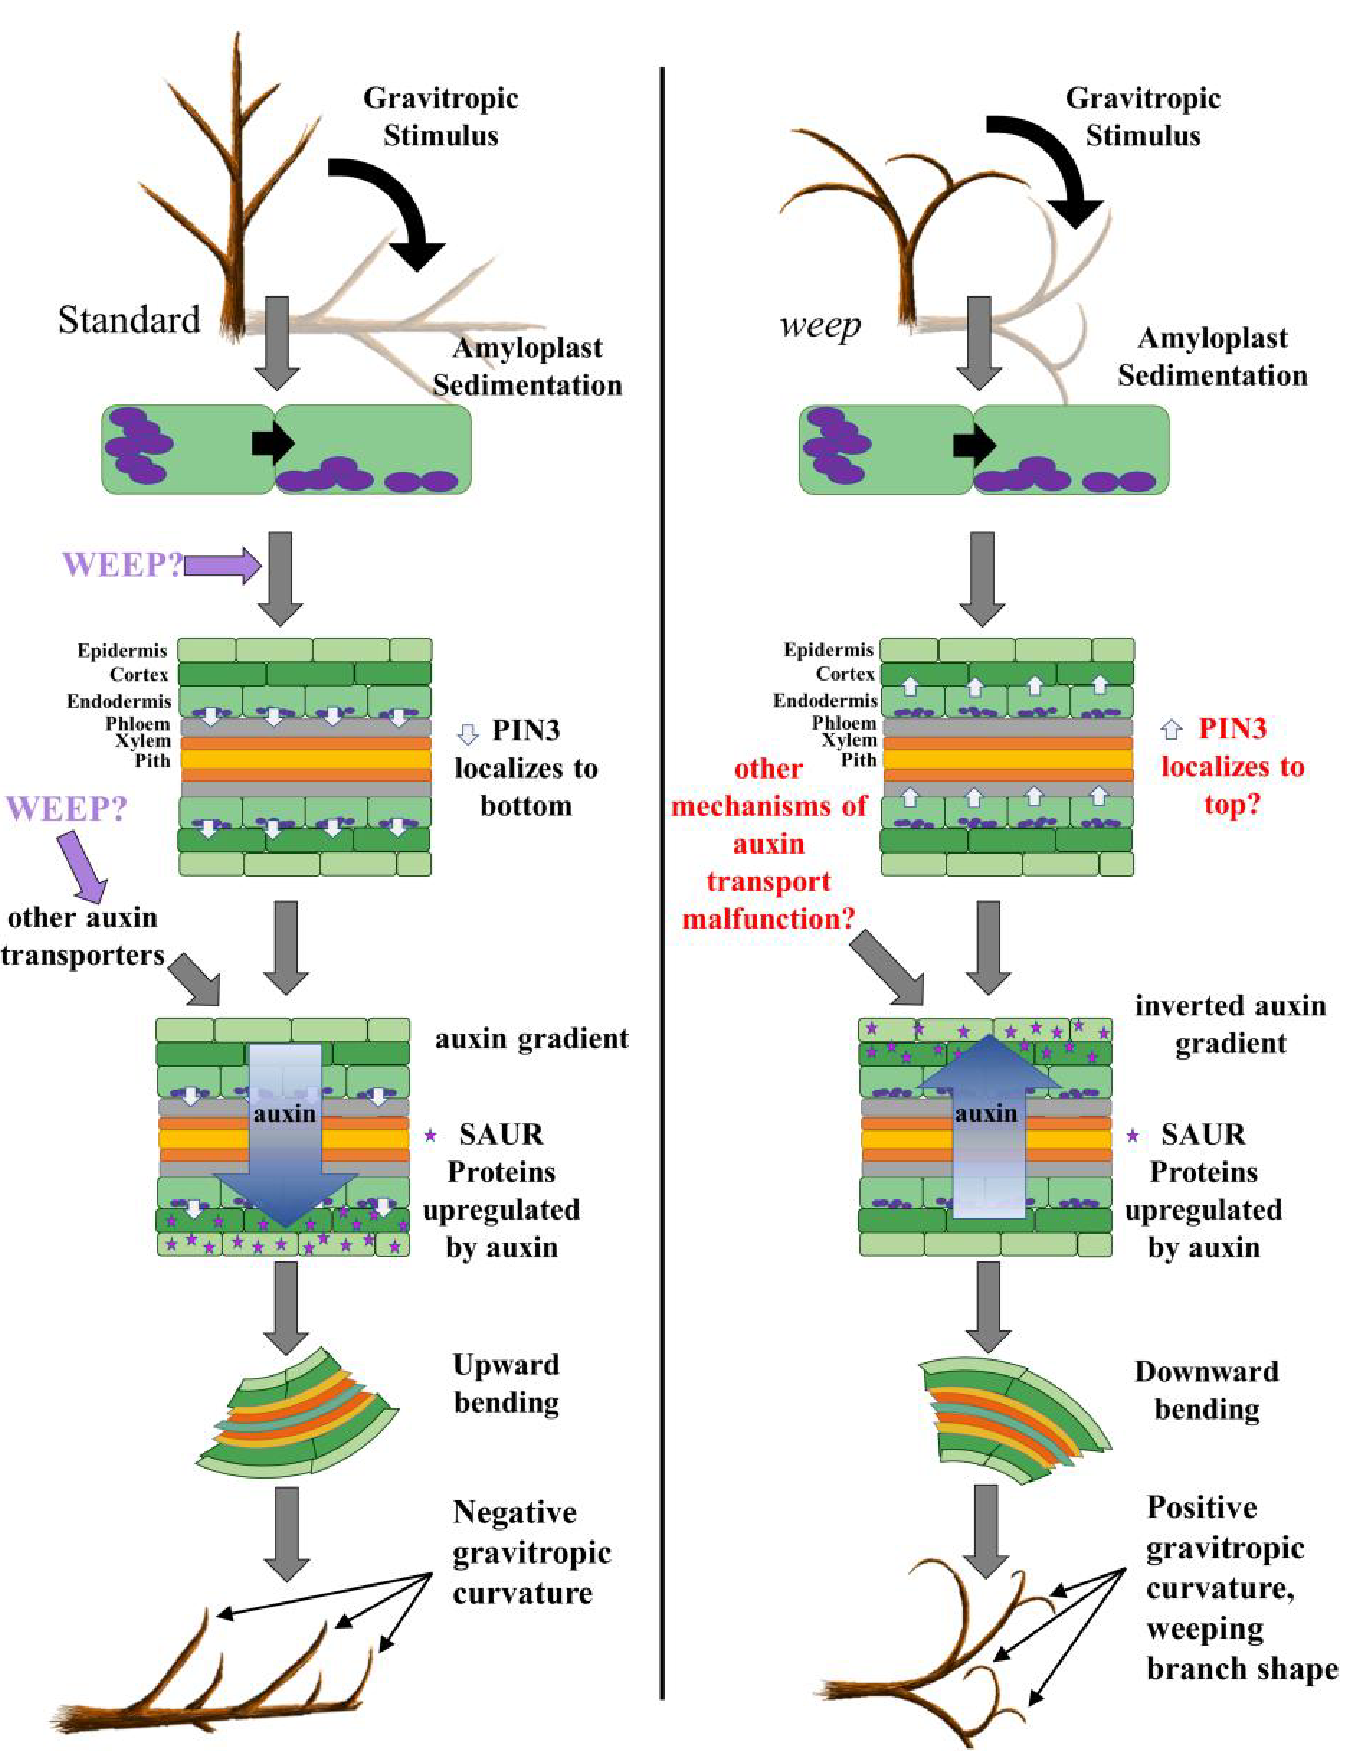 Gravitropic
Stimulus
Standard
Amyloplast
Sedimentation
WEEP?
Epidermis
Cortex
Endodermis
Phloem
Xylem
Pith
PIN3
localizes to
bottom
WEEP?
other auxin
transporters
auxin gradient
auxin
SAUR
Proteins
upregulated
by auxin
Upward
bending
Negative
gravitropic
curvature
Gravitropic
Stimulus
weep
Amyloplast
Sedimentation
Epidermis
Cortex
Endodermis
Phloem
Xylem
Pith
PIN3
localizes to
top?
other
mechanisms of
auxin
transport
malfunction?
inverted auxin
gradient
auxin
SAUR
Proteins
upregulated
by auxin
Downward
bending
Positive
gravitropic
curvature,
weeping
branch shape